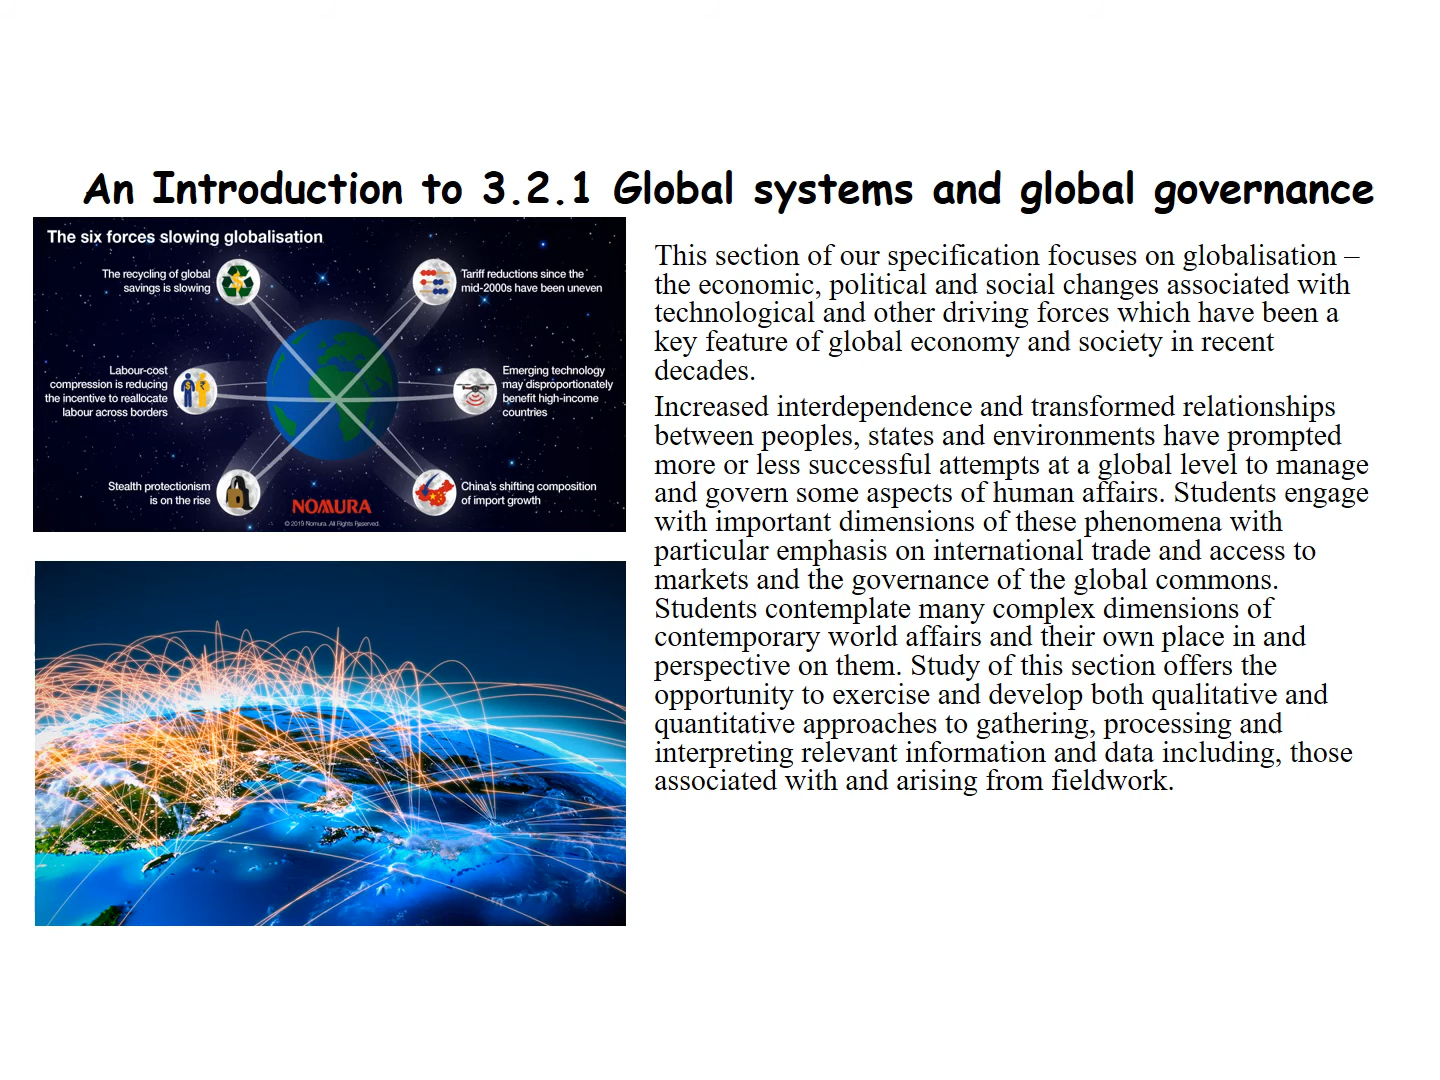 An Introduction to 3.2.1 Global systems and global governance
The six forces slowing globalisation
The recycling of global
savings is slowing
Tariff reductions since the
mid-2000s have been uneven
Labour-cost
compression is reducing
the incentive to reallocate
labour across borders
Emerging technology
may disproportionately
benefit high-income
countries
Stealth protectionism
is on the rise
China's shifting composition
of import growth
NOMURA
© 2019 Nomura. All Rights Reserved.
This section of our specification focuses on globalisation –
the economic, political and social changes associated with
technological and other driving forces which have been a
key feature of global economy and society in recent
decades.
Increased interdependence and transformed relationships
between peoples, states and environments have prompted
more or less successful attempts at a global level to manage
and govern some aspects of human affairs. Students engage
with important dimensions of these phenomena with
particular emphasis on international trade and access to
markets and the governance of the global commons.
Students contemplate many complex dimensions of
contemporary world affairs and their own place in and
perspective on them. Study of this section offers the
opportunity to exercise and develop both qualitative and
quantitative approaches to gathering, processing and
interpreting relevant information and data including, those
associated with and arising from fieldwork.